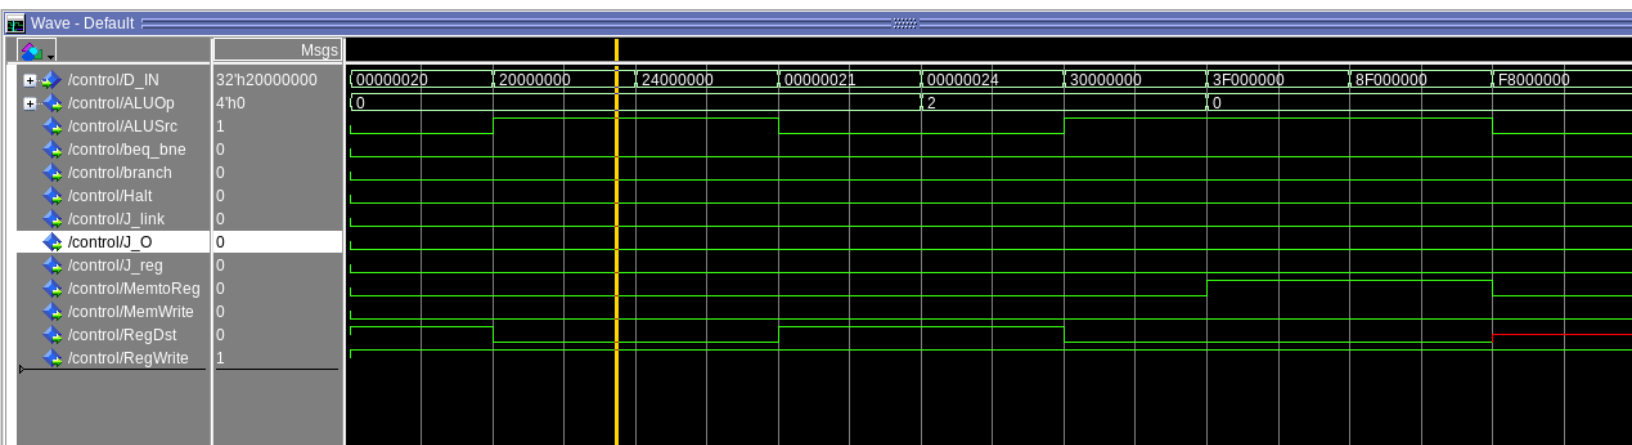 Wave - Default
Msgs
/control/D_IN 32'h20000000 00000020 20000000 24000000 00000021 00000024 30000000 3F000000 8F000000 F8000000
/control/ALUOp 4'h0 0 2 0
/control/ALUSrc 1
/control/beq_bne 0
/control/branch 0
/control/Halt 0
/control/J_link 0
/control/J_O 0
/control/J_reg 0
/control/MemtoReg 0
/control/MemWrite 0
/control/RegDst 0
/control/RegWrite 1